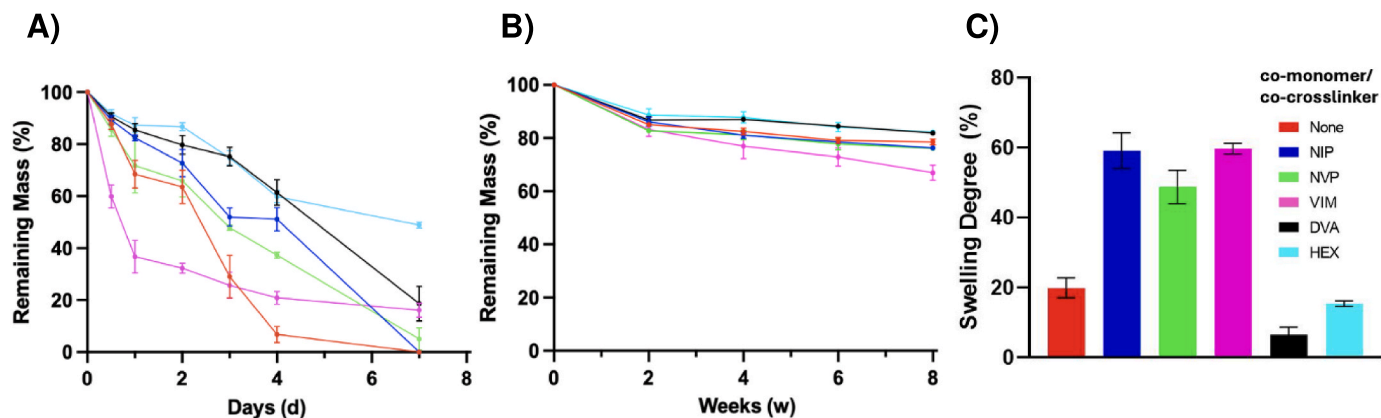 A)
B)
C)
Remaining Mass (%)
100
80
60
40
20
0
0
2
4
6
8
Days (d)
Remaining Mass (%)
100
80
60
40
20
0
0
2
4
6
8
Weeks (w)
Swelling Degree (%)
80
60
40
20
0
co-monomer/
co-crosslinker
None
NIP
NVP
VIM
DVA
HEX